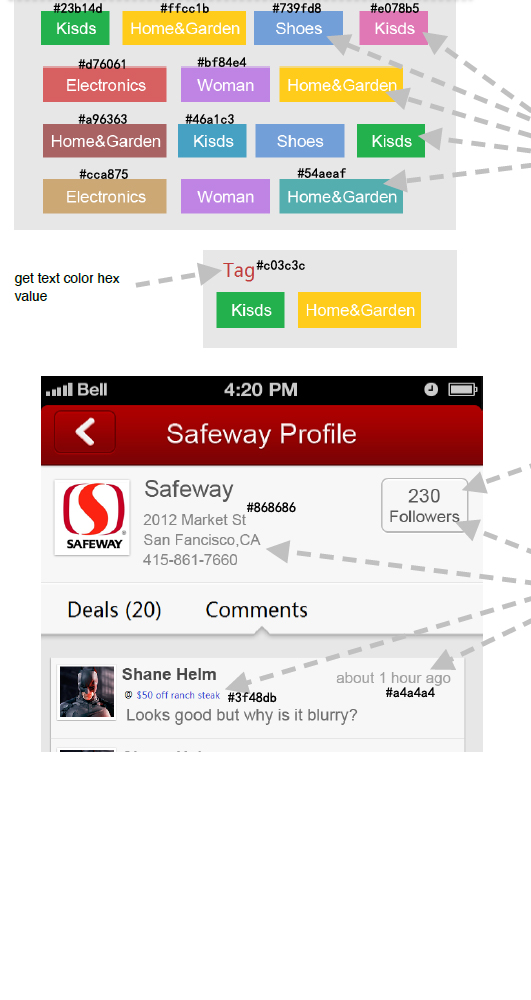 #23b14d #ffcc1b #739fd8 #e078b5
Kisds Home&Garden Shoes Kisds
#d76061 #bf84e4
Electronics Woman Home&Garden
#a96363 #46a1c3
Home&Garden Kisds Shoes Kisds
#cca875 #54aeaf
Electronics Woman Home&Garden
get text color hex
value
Tag #c03c3c
Kisds Home&Garden
Bell 4:20 PM
Safeway Profile
Safeway
#868686
2012 Market St
San Fancisco,CA
415-861-7660
SAFEWAY
230
Followers
Deals (20) Comments
Shane Helm
about 1 hour ago
@ $50 off ranch steak #3f48db
#a4a4a4
Looks good but why is it blurry?